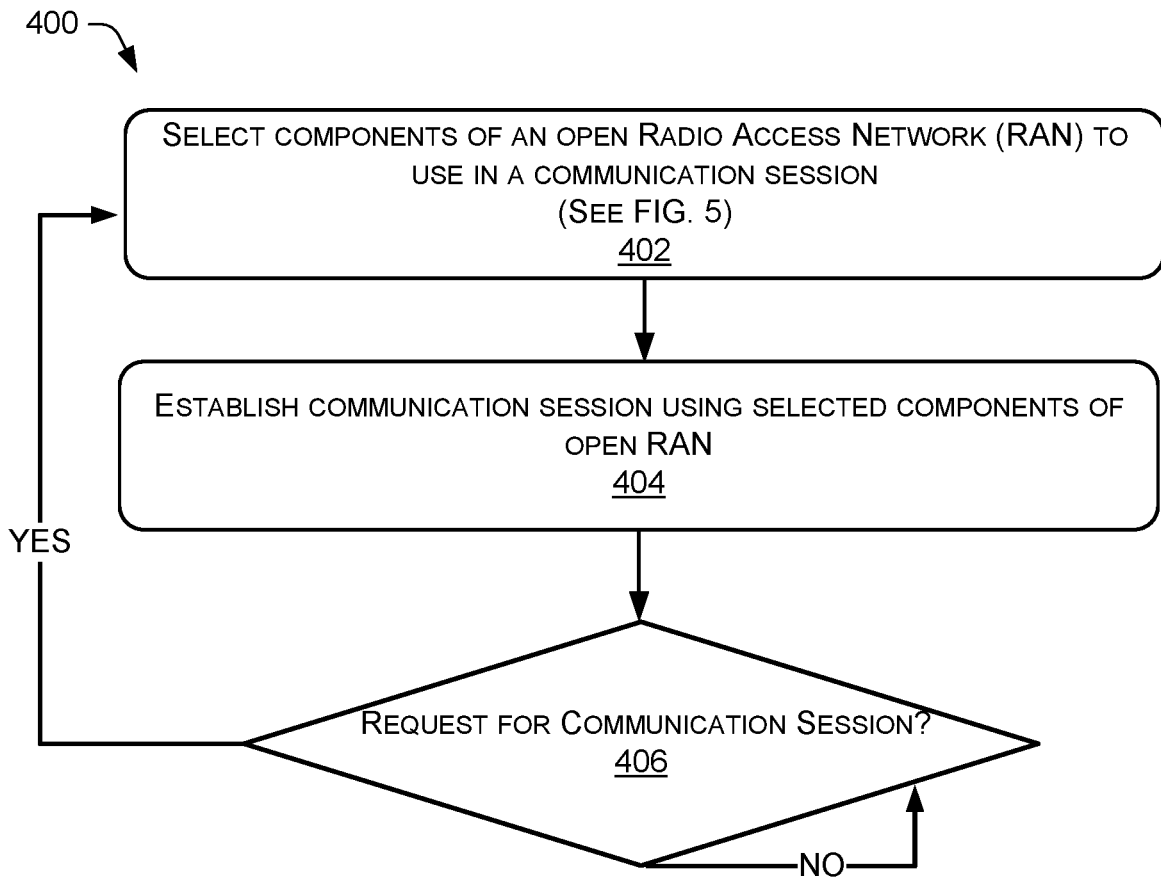 400
SELECT COMPONENTS OF AN OPEN RADIO ACCESS NETWORK (RAN) TO
USE IN A COMMUNICATION SESSION
(SEE FIG. 5)
402
ESTABLISH COMMUNICATION SESSION USING SELECTED COMPONENTS OF
OPEN RAN
404
YES
REQUEST FOR COMMUNICATION SESSION?
406
NO